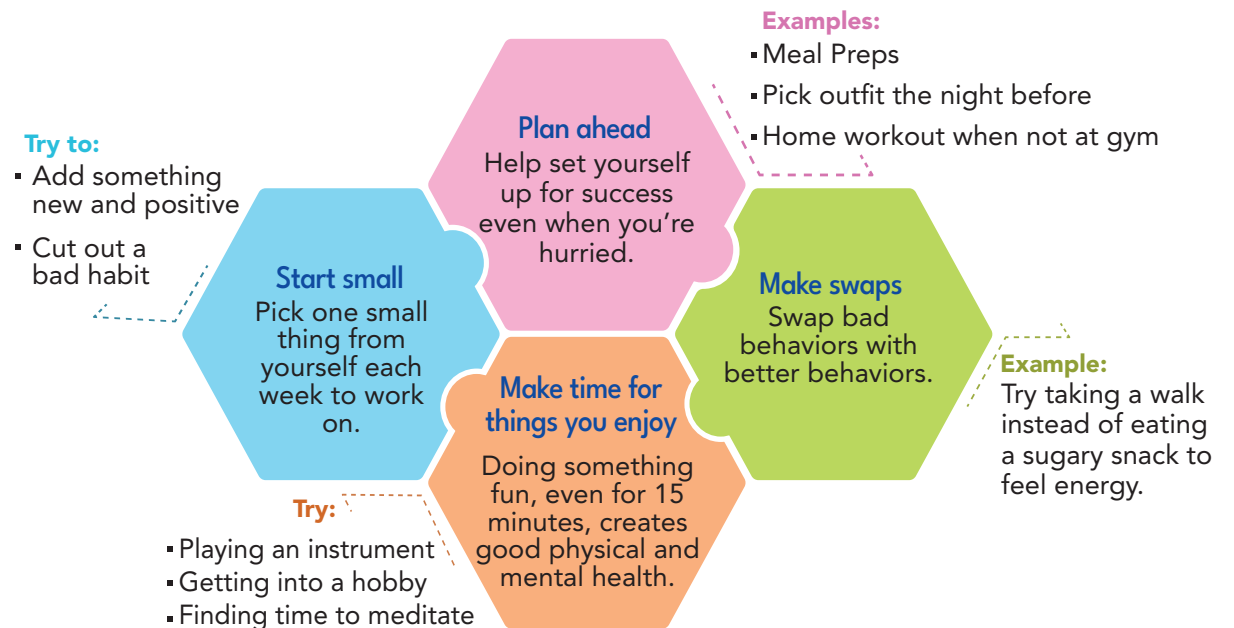 Examples:
▪ Meal Preps
▪ Pick outfit the night before
▪ Home workout when not at gym
Plan ahead
Help set yourself
up for success
even when you’re
hurried.
Try to:
▪ Add something
new and positive
▪ Cut out a
bad habit
Start small
Pick one small
thing from
yourself each
week to work
on.
Make swaps
Swap bad
behaviors with
better behaviors.
Example:
Try taking a walk
instead of eating
a sugary snack to
feel energy.
Make time for
things you enjoy
Doing something
fun, even for 15
minutes, creates
good physical and
mental health.
Try:
▪ Playing an instrument
▪ Getting into a hobby
▪ Finding time to meditate